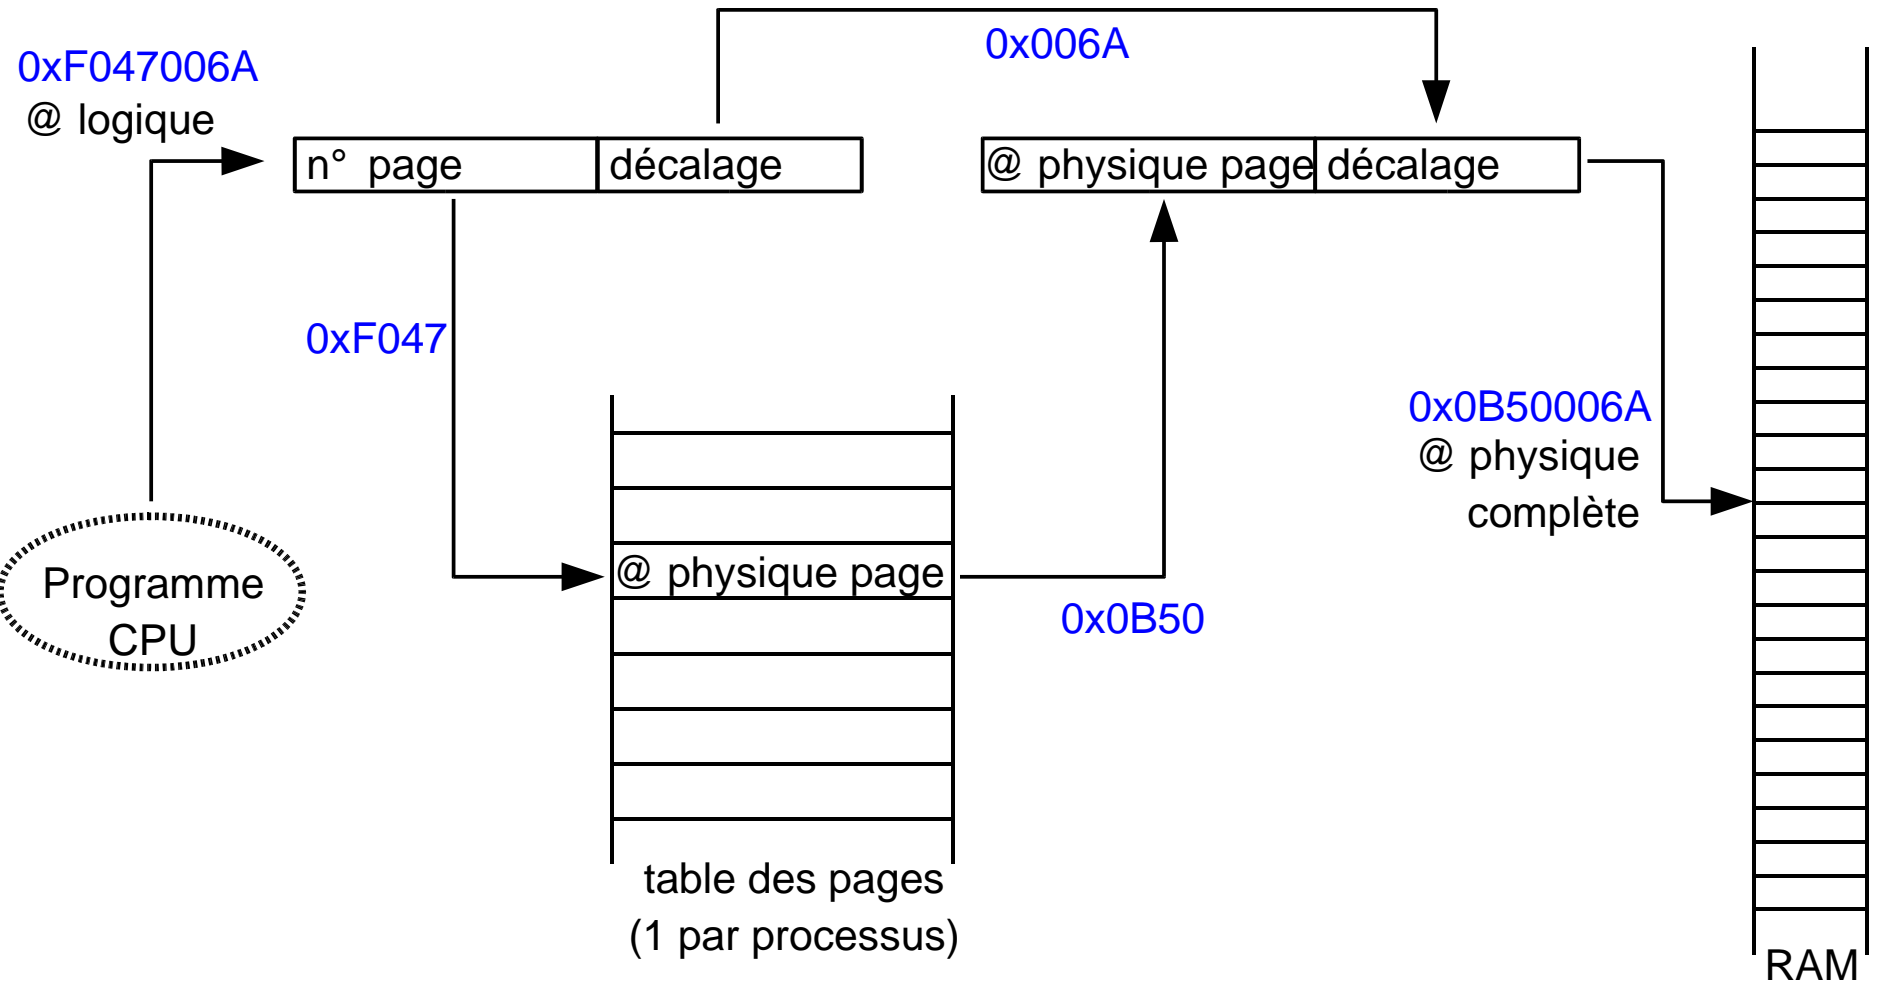 0xF047006A
@ logique
0x006A
n° page
décalage
@ physique page
décalage
0xF047
0x0B50006A
@ physique
complète
Programme
CPU
@ physique page
0x0B50
table des pages
(1 par processus)
RAM